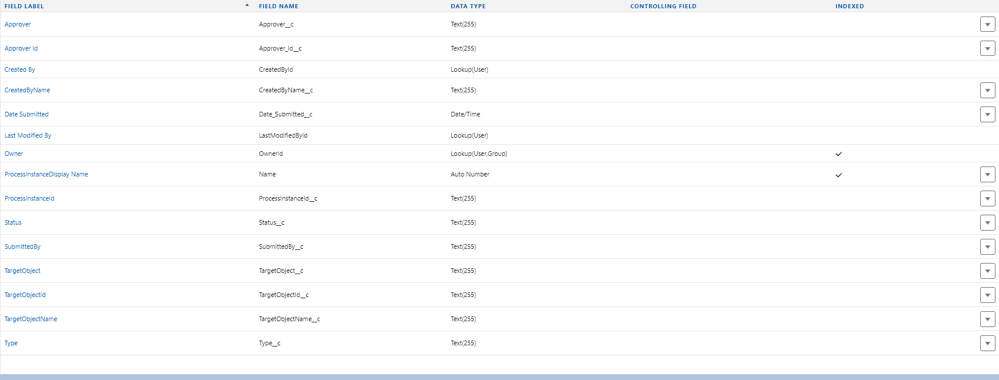 FIELD LABEL FIELD NAME DATA TYPE CONTROLLING FIELD INDEXED
Approver Approver__c Text(255)
Approver Id Approver_Id__c Text(255)
Created By CreatedById Lookup(User)
CreatedByName CreatedByName__c Text(255)
Date Submitted Date_Submitted__c Date/Time
Last Modified By LastModifiedById Lookup(User)
Owner OwnerId Lookup(User,Group)
ProcessInstanceDisplay Name Name Auto Number
ProcessInstanceId ProcessInstanceId__c Text(255)
Status Status__c Text(255)
SubmittedBy SubmittedBy__c Text(255)
TargetObject TargetObject__c Text(255)
TargetObjectId TargetObjectId__c Text(255)
TargetObjectName TargetObjectName__c Text(255)
Type Type__c Text(255)